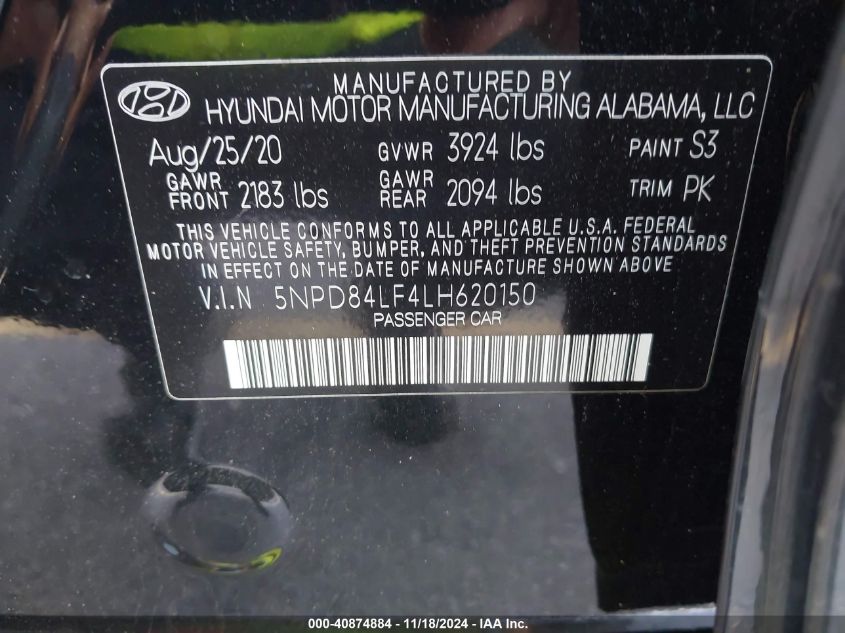 MANUFACTURED BY
HYUNDAI MOTOR MANUFACTURING ALABAMA, LLC
Aug/25/20 GVWR 3924 lbs PAINT S3
GAWR FRONT 2183 lbs GAWR REAR 2094 lbs TRIM PK
THIS VEHICLE CONFORMS TO ALL APPLICABLE U.S.A. FEDERAL
MOTOR VEHICLE SAFETY, BUMPER, AND THEFT PREVENTION STANDARDS
IN EFFECT ON THE DATE OF MANUFACTURE SHOWN ABOVE.
V.I.N 5NPD84LF4LH620150
PASSENGER CAR
000-40874884 - 11/18/2024 - IAA Inc.